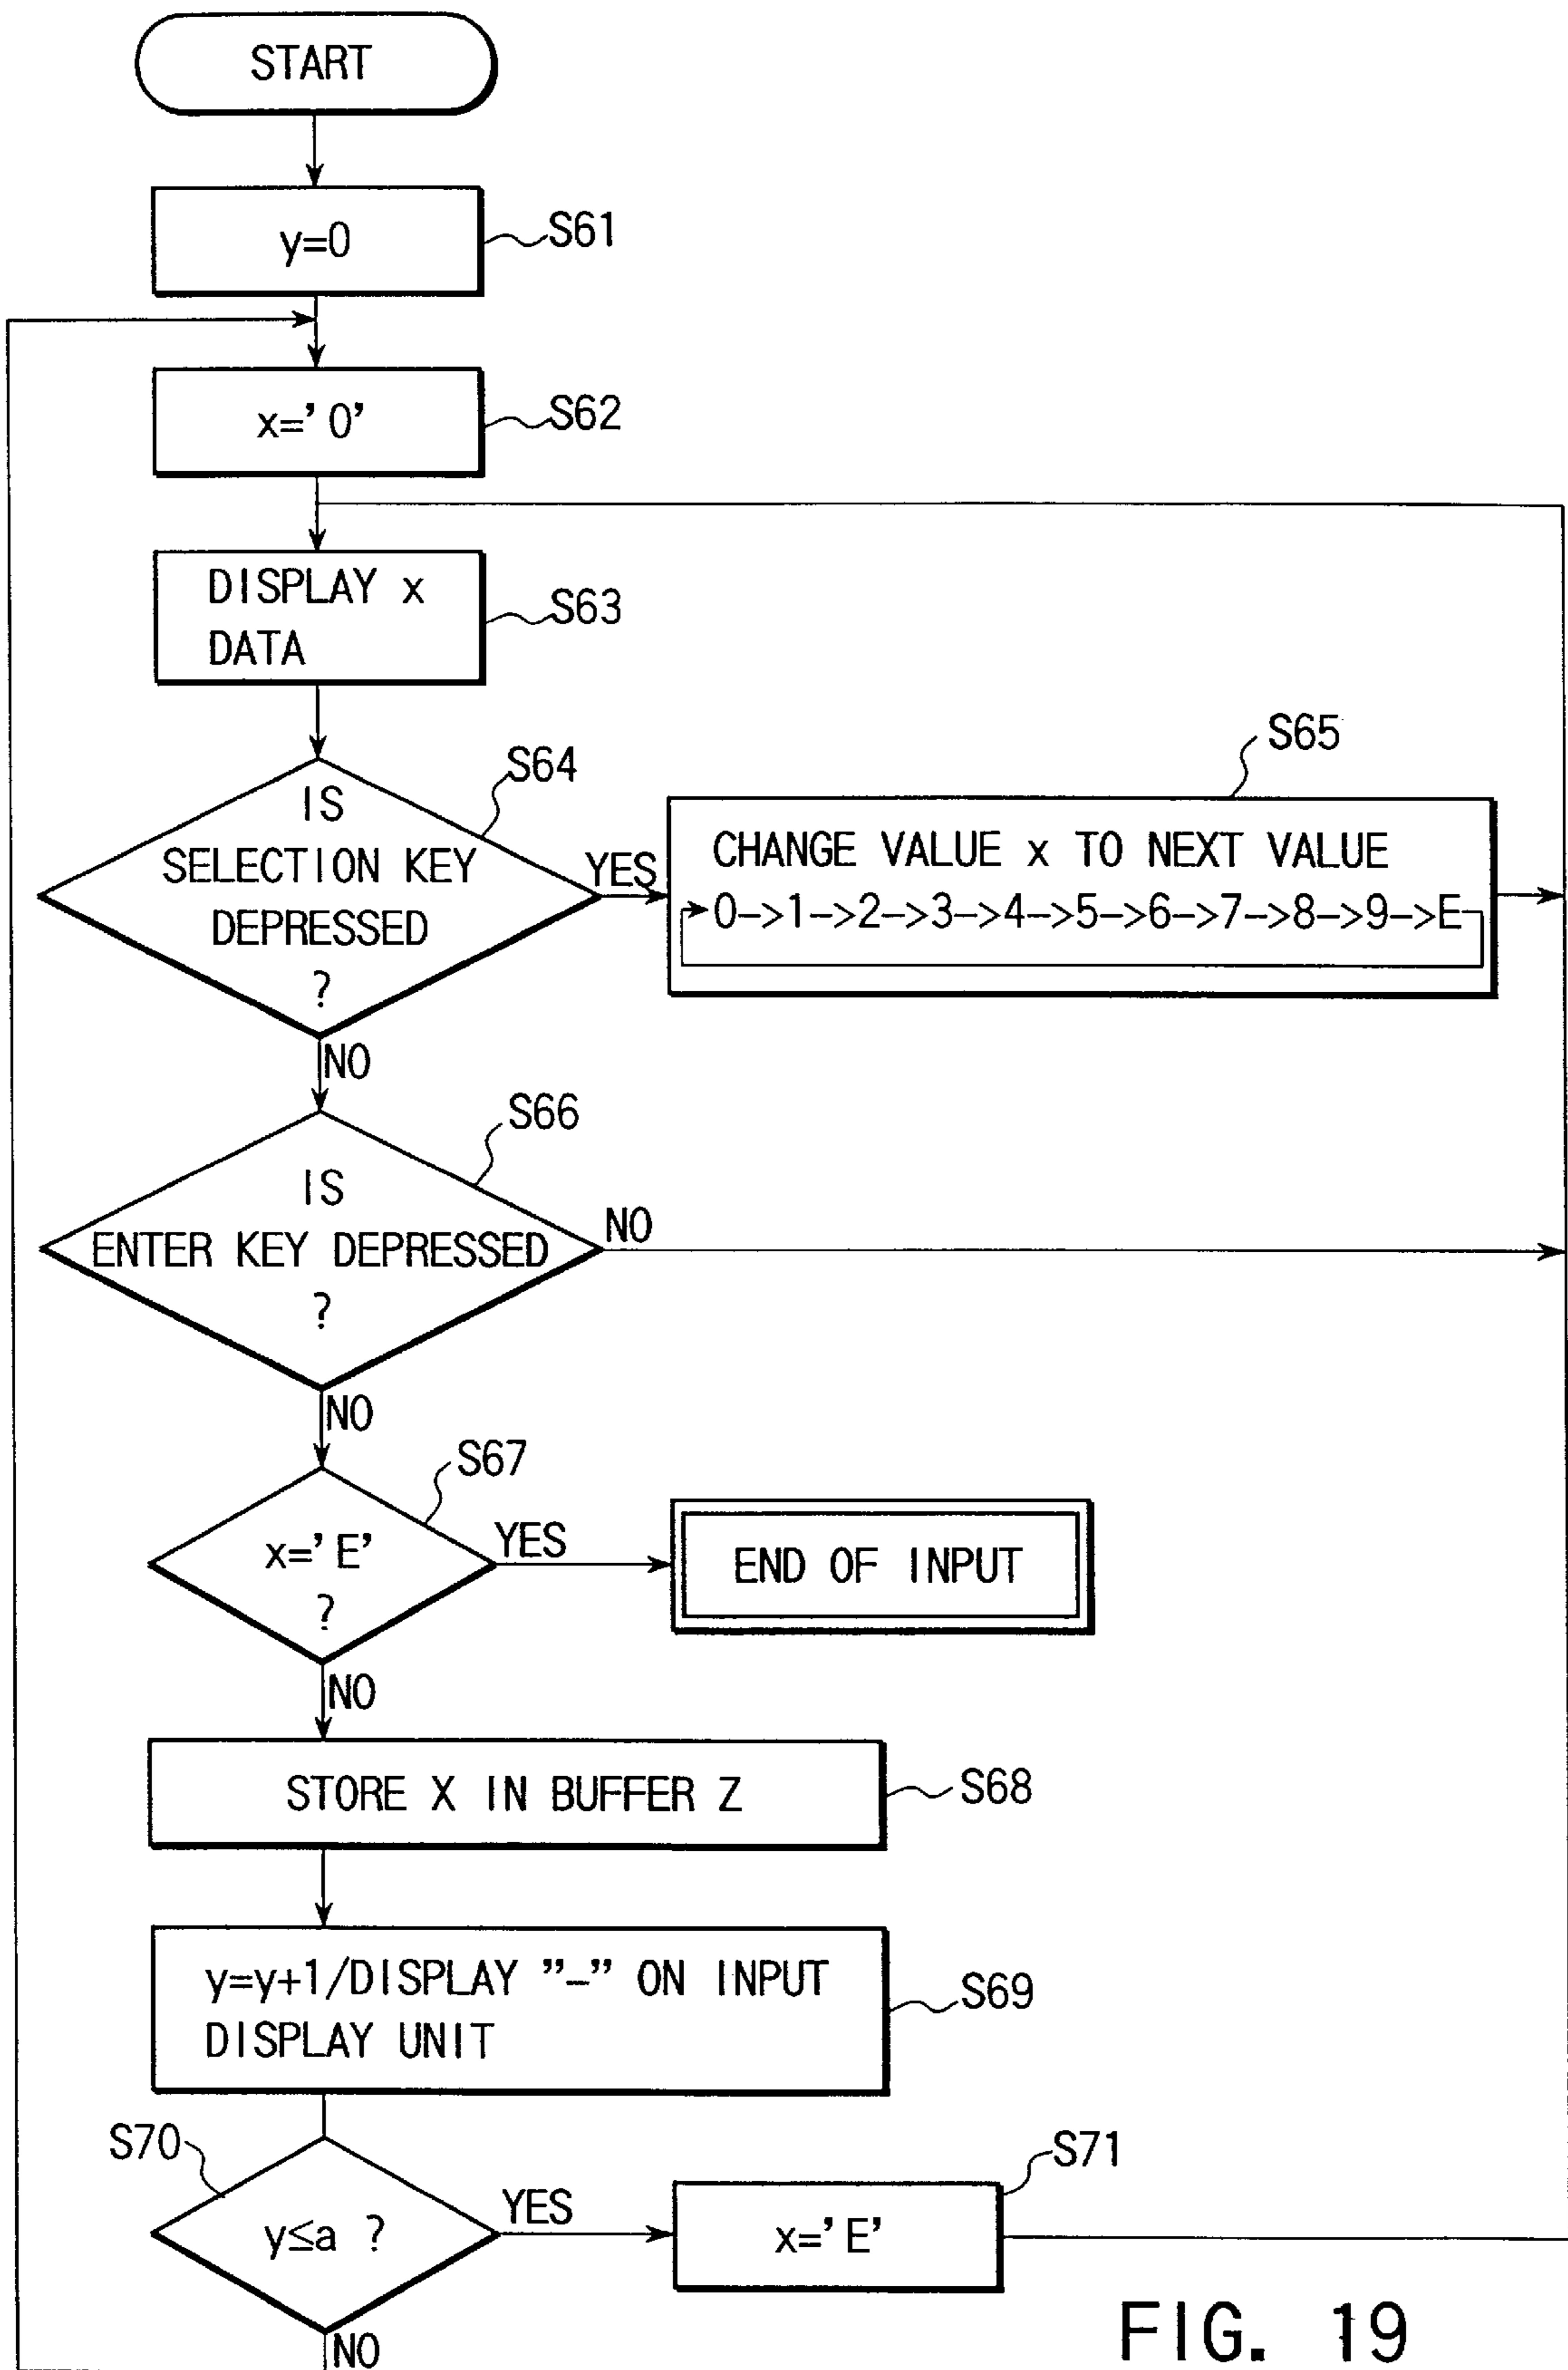 START
y=0
S61
x='0'
S62
DISPLAY x
DATA
S63
IS
SELECTION KEY
DEPRESSED
?
S64
YES
S65
CHANGE VALUE x TO NEXT VALUE
0->1->2->3->4->5->6->7->8->9->E
NO
IS
ENTER KEY DEPRESSED
?
S66
NO
NO
x='E'
?
S67
YES
END OF INPUT
NO
STORE X IN BUFFER Z
S68
y=y+1/DISPLAY "-" ON INPUT
DISPLAY UNIT
S69
S70
y≤a ?
YES
S71
x='E'
NO
FIG. 19